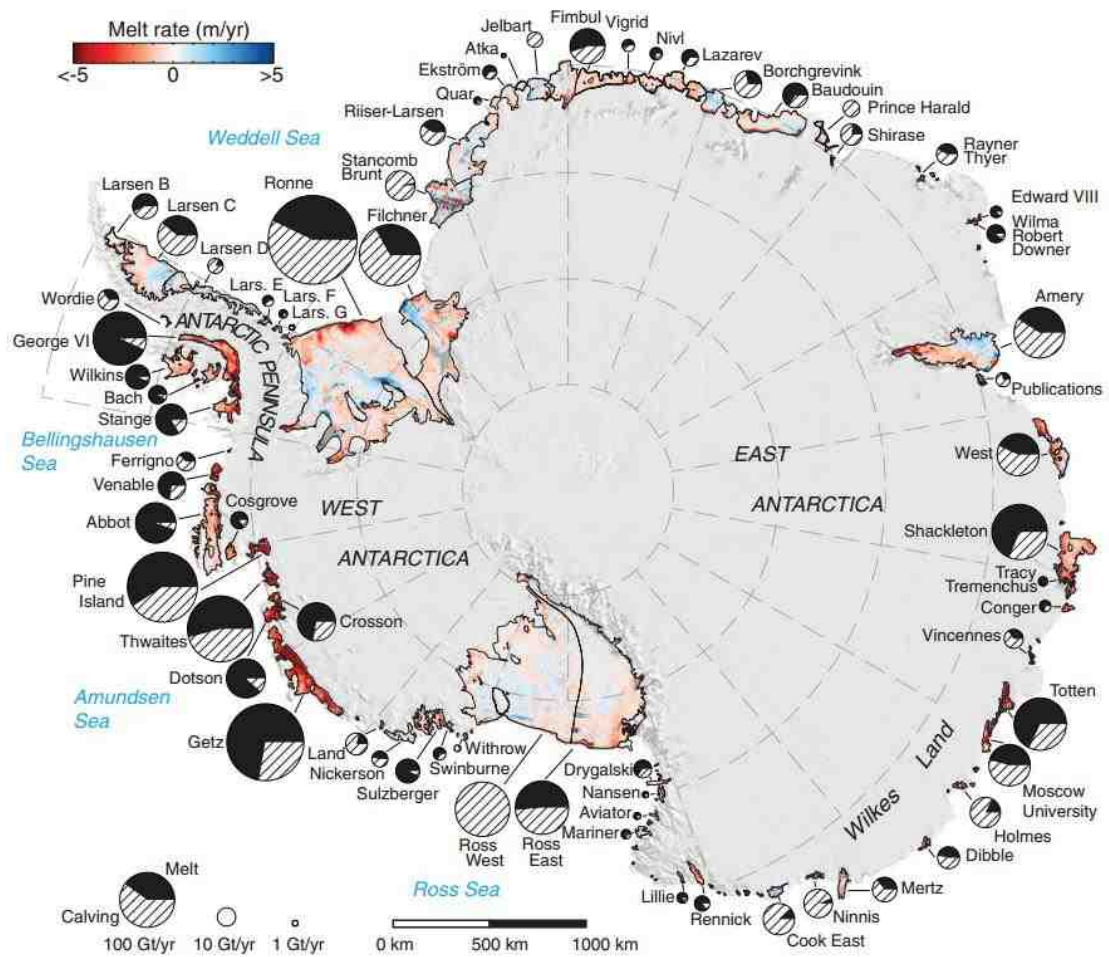 Melt rate (m/yr)
<-5
0
>5
Jelbart
Fimbul
Vigrid
Nivl
Lazarev
Atka
Ekström
Quar
Riiser-Larsen
Borchgrevink
Baudouin
Prince Harald
Shirase
Weddell Sea
Stancomb
Brunt
Rayner
Thyer
Larsen B
Larsen C
Larsen D
Ronne
Filchner
Edward VIII
Wilma
Robert
Downer
Lars. E
Lars. F
Lars. G
Wordie
George VI
Wilkins
Bach
Stange
ANTARCTIC PENINSULA
Amery
Publications
Bellingshausen
Sea
Ferrigno
Venable
Abbot
Cosgrove
WEST
ANTARCTICA
EAST
ANTARCTICA
West
Shackleton
Tracy
Tremenchus
Conger
Vincennes
Pine
Island
Thwaites
Crosson
Dotson
Getz
Amundsen
Sea
Land
Nickerson
Sulzberger
Swinburne
Withrow
Ross
West
Ross
East
Drygalski
Nansen
Aviator
Mariner
Lillie
Rennick
Ross Sea
Wilkes Land
Totten
Moscow
University
Holmes
Dibble
Mertz
Ninnis
Cook East
Melt
Calving
100 Gt/yr
10 Gt/yr
1 Gt/yr
0 km
500 km
1000 km